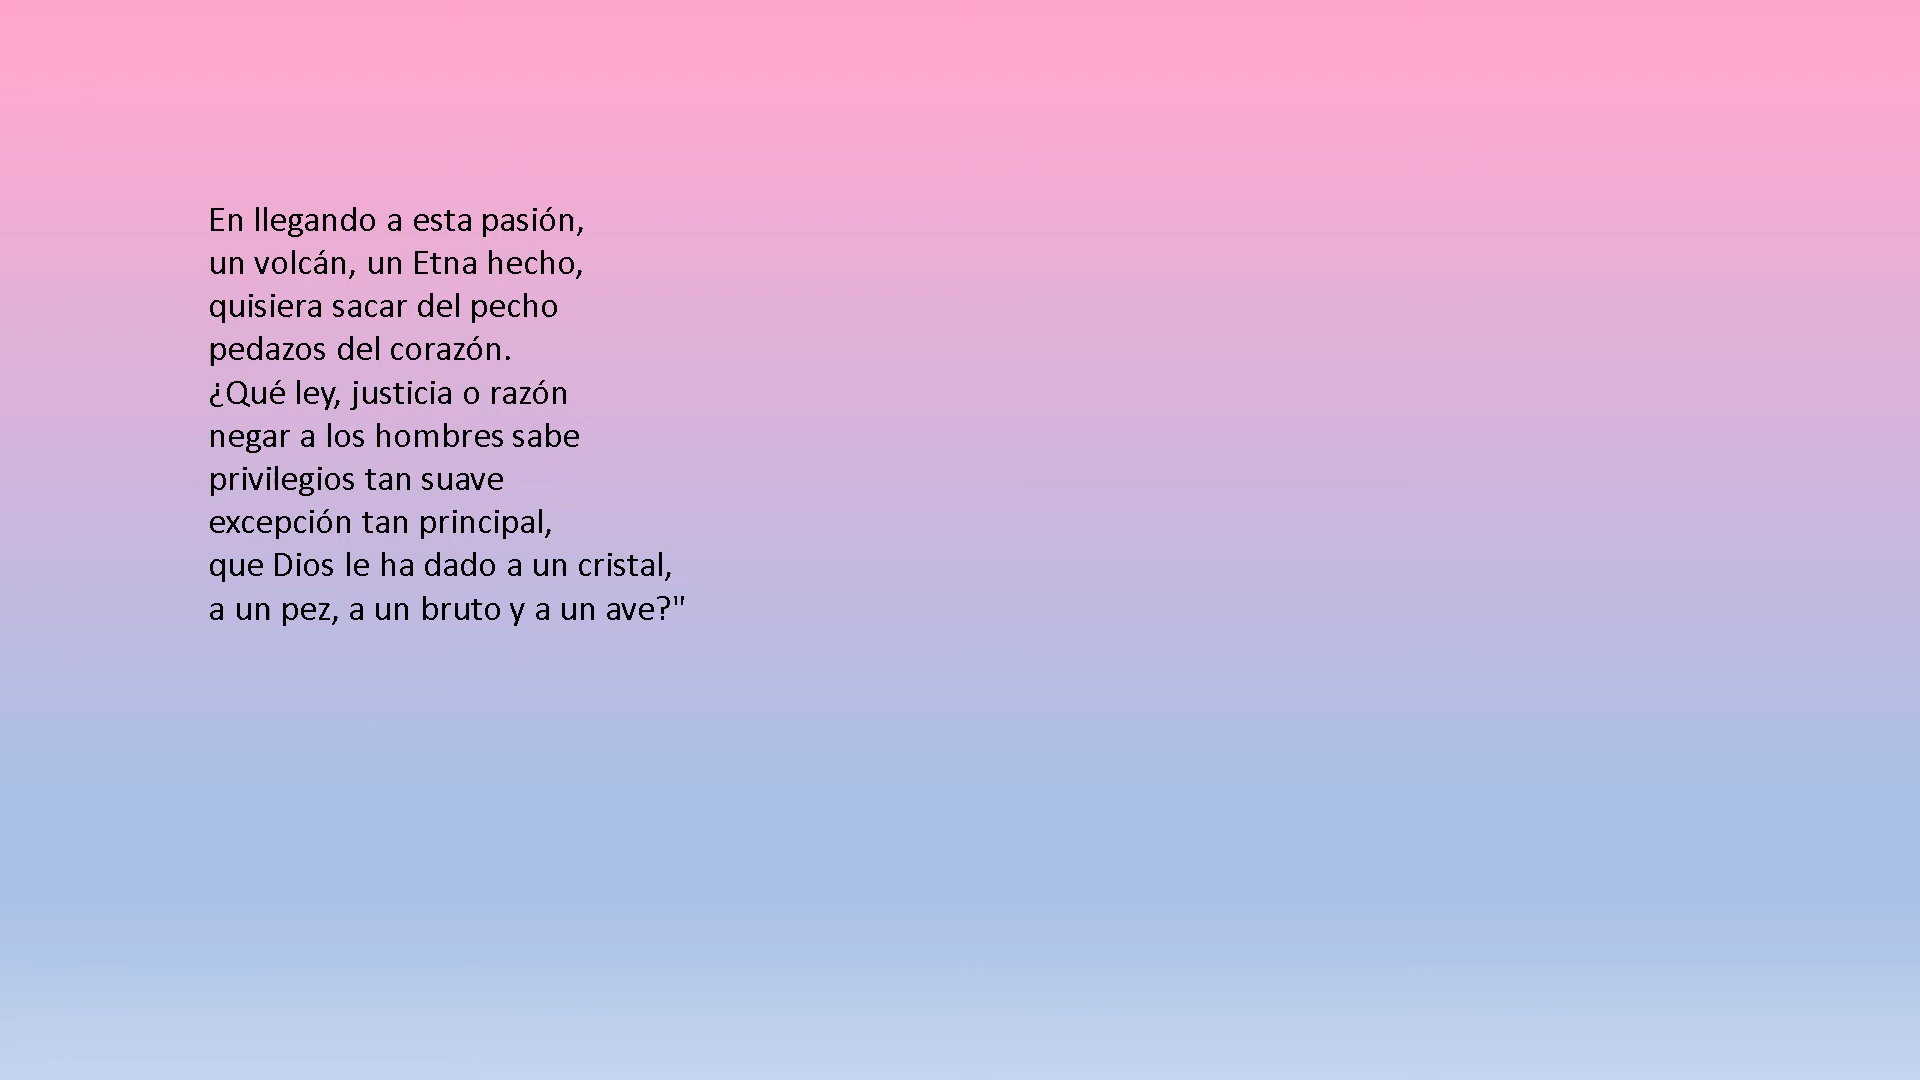 En llegando a esta pasión,
un volcán, un Etna hecho,
quisiera sacar del pecho
pedazos del corazón.
¿Qué ley, justicia o razón
negar a los hombres sabe
privilegios tan suave
excepción tan principal,
que Dios le ha dado a un cristal,
a un pez, a un bruto y a un ave?"